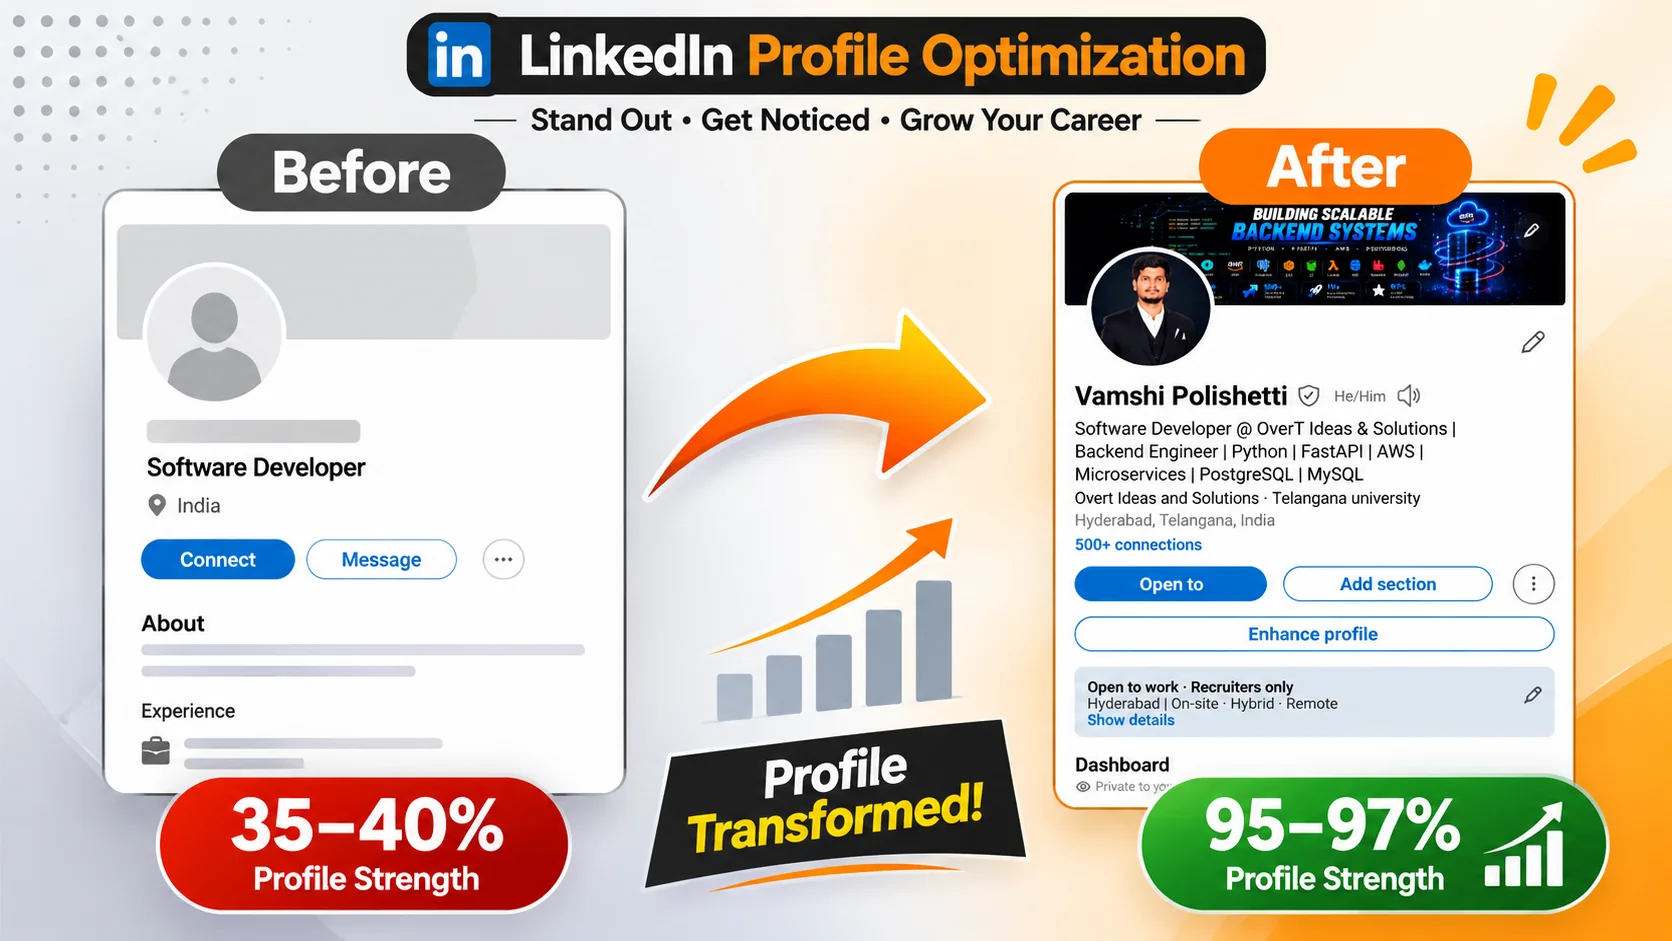 in LinkedIn Profile Optimization
Stand Out • Get Noticed • Grow Your Career
Before
Software Developer
India
Connect
Message
About
Experience
35–40%
Profile Strength
Profile
Transformed!
After
BUILDING SCALABLE
BACKEND SYSTEMS
Vamshi Polishetti He/Him
Software Developer @ OverT Ideas & Solutions |
Backend Engineer | Python | FastAPI | AWS |
Microservices | PostgreSQL | MySQL
Overt Ideas and Solutions · Telangana university
Hyderabad, Telangana, India
500+ connections
Open to
Add section
Enhance profile
Open to work · Recruiters only
Hyderabad | On-site · Hybrid · Remote
Show details
Dashboard
Private to you
95–97%
Profile Strength